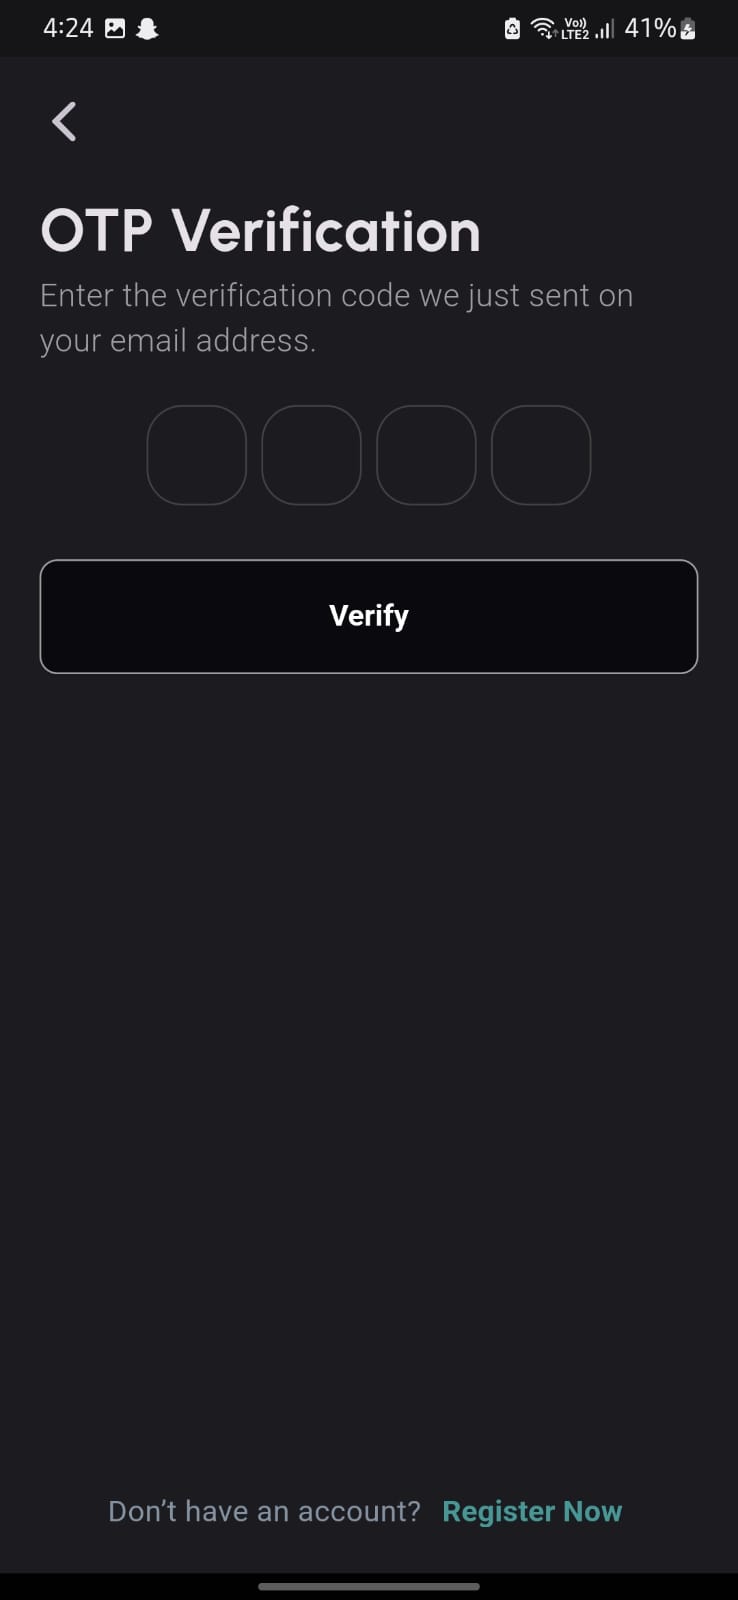 4:24
Vo)) LTE2 41%
OTP Verification
Enter the verification code we just sent on
your email address.
Verify
Don’t have an account? Register Now